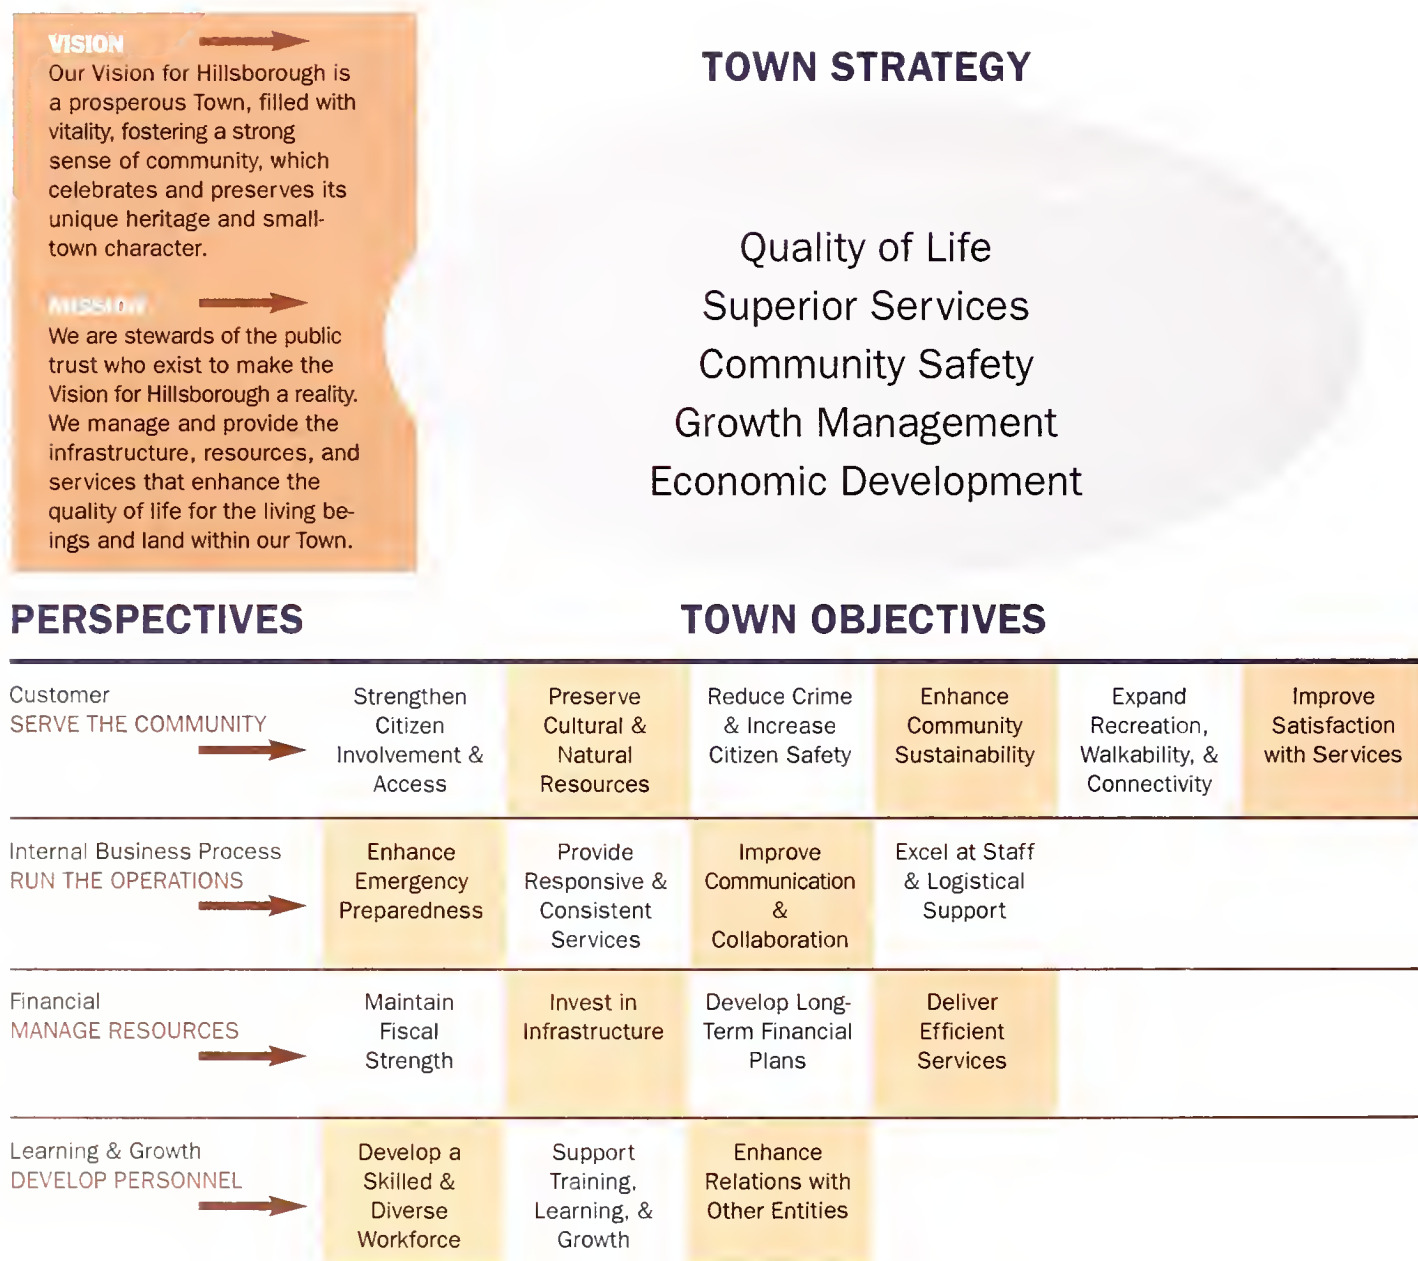 VISION
Our Vision for Hillsborough is
a prosperous Town, filled with
vitality, fostering a strong
sense of community, which
celebrates and preserves its
unique heritage and small-
town character.
MISSION
We are stewards of the public
trust who exist to make the
Vision for Hillsborough a reality.
We manage and provide the
infrastructure, resources, and
services that enhance the
quality of life for the living be-
ings and land within our Town.
TOWN STRATEGY
Quality of Life
Superior Services
Community Safety
Growth Management
Economic Development
PERSPECTIVES
TOWN OBJECTIVES
Customer
SERVE THE COMMUNITY
Strengthen
Citizen
Involvement &
Access
Preserve
Cultural &
Natural
Resources
Reduce Crime
& Increase
Citizen Safety
Enhance
Community
Sustainability
Expand
Recreation,
Walkability, &
Connectivity
Improve
Satisfaction
with Services
Internal Business Process
RUN THE OPERATIONS
Enhance
Emergency
Preparedness
Provide
Responsive &
Consistent
Services
Improve
Communication
&
Collaboration
Excel at Staff
& Logistical
Support
Financial
MANAGE RESOURCES
Maintain
Fiscal
Strength
Invest in
Infrastructure
Develop Long-
Term Financial
Plans
Deliver
Efficient
Services
Learning & Growth
DEVELOP PERSONNEL
Develop a
Skilled &
Diverse
Workforce
Support
Training,
Learning, &
Growth
Enhance
Relations with
Other Entities